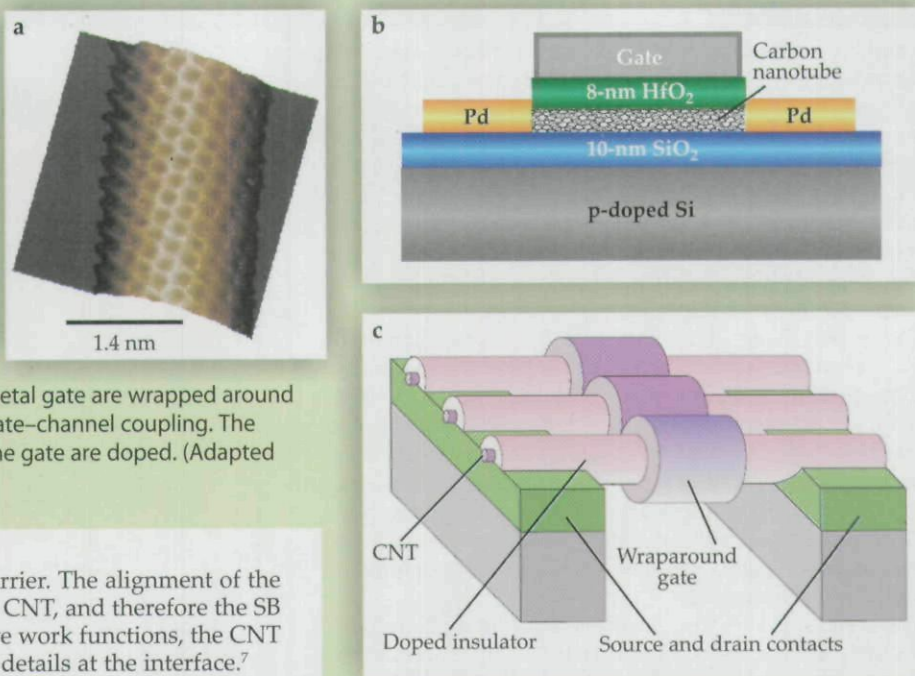 a
1.4 nm
etal gate are wrapped around
ate–channel coupling. The
e gate are doped. (Adapted
rrier. The alignment of the
CNT, and therefore the SB
e work functions, the CNT
details at the interface.⁷
b
Gate
Carbon
nanotube
8-nm HfO₂
Pd
Pd
10-nm SiO₂
p-doped Si
c
CNT
Wraparound
gate
Doped insulator
Source and drain contacts